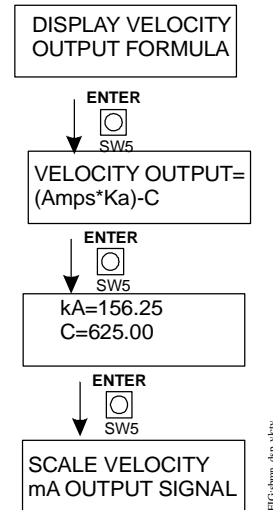 DISPLAY VELOCITY
OUTPUT FORMULA
ENTER
SW5
VELOCITY OUTPUT=
(Amps*Ka)-C
ENTER
SW5
kA=156.25
C=625.00
ENTER
SW5
SCALE VELOCITY
mA OUTPUT SIGNAL